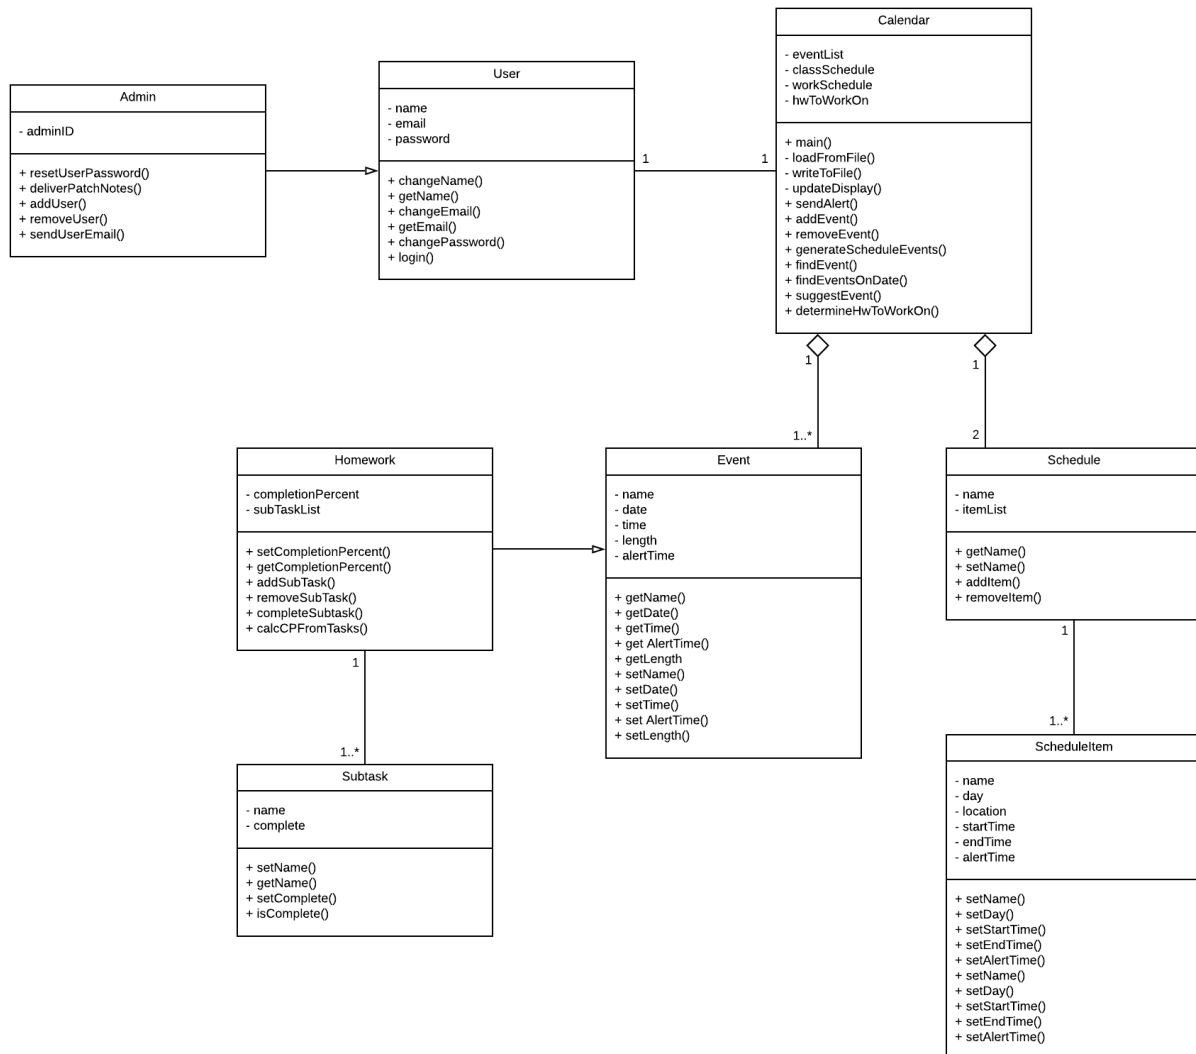 Calendar
- eventList
- classSchedule
- workSchedule
- hwToWorkOn
+ main()
- loadFromFile()
- writeToFile()
- updateDisplay()
+ sendAlert()
+ addEvent()
+ removeEvent()
+ generateScheduleEvents()
+ findEvent()
+ findEventsOnDate()
+ suggestEvent()
+ determineHwToWorkOn()
User
- name
- email
- password
+ changeName()
+ getName()
+ changeEmail()
+ getEmail()
+ changePassword()
+ login()
Admin
- adminID
+ resetUserPassword()
+ deliverPatchNotes()
+ addUser()
+ removeUser()
+ sendUserEmail()
1
1
1
1..*
1
2
Homework
- completionPercent
- subTaskList
+ setCompletionPercent()
+ getCompletionPercent()
+ addSubTask()
+ removeSubTask()
+ completeSubtask()
+ calcCPFromTasks()
Event
- name
- date
- time
- length
- alertTime
+ getName()
+ getDate()
+ getTime()
+ get AlertTime()
+ getLength
+ setName()
+ setDate()
+ setTime()
+ set AlertTime()
+ setLength()
Schedule
- name
- itemList
+ getName()
+ setName()
+ addItem()
+ removeItem()
1
1..*
1
1..*
Subtask
- name
- complete
+ setName()
+ getName()
+ setComplete()
+ isComplete()
ScheduleItem
- name
- day
- location
- startTime
- endTime
- alertTime
+ setName()
+ setDay()
+ setStartTime()
+ setEndTime()
+ setAlertTime()
+ setName()
+ setDay()
+ setStartTime()
+ setEndTime()
+ setAlertTime()